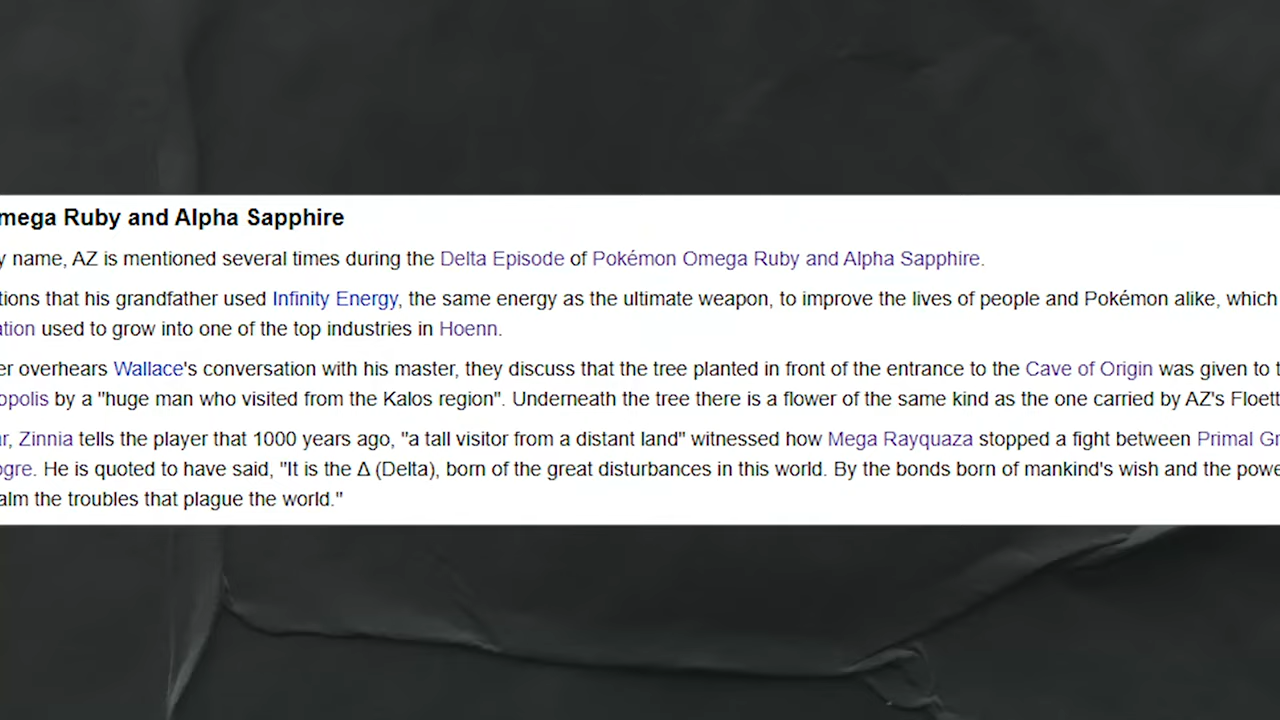 mega Ruby and Alpha Sapphire
y name, AZ is mentioned several times during the Delta Episode of Pokémon Omega Ruby and Alpha Sapphire.
tions that his grandfather used Infinity Energy, the same energy as the ultimate weapon, to improve the lives of people and Pokémon alike, which
ation used to grow into one of the top industries in Hoenn.
er overhears Wallace's conversation with his master, they discuss that the tree planted in front of the entrance to the Cave of Origin was given to t
opolis by a "huge man who visited from the Kalos region". Underneath the tree there is a flower of the same kind as the one carried by AZ's Floett
r, Zinnia tells the player that 1000 years ago, "a tall visitor from a distant land" witnessed how Mega Rayquaza stopped a fight between Primal Gr
ogre. He is quoted to have said, "It is the Δ (Delta), born of the great disturbances in this world. By the bonds born of mankind's wish and the powe
alm the troubles that plague the world."